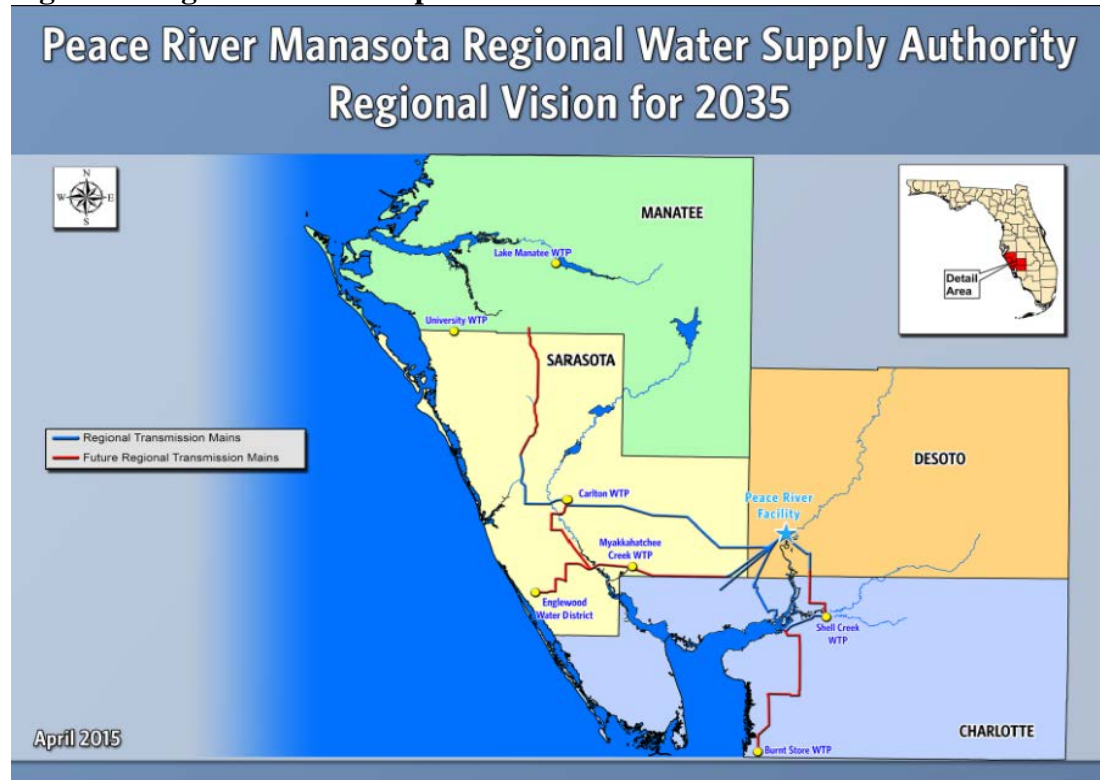 Peace River Manasota Regional Water Supply Authority
Regional Vision for 2035
N
W E
S
MANATEE
Lake Manatee WTP
Detail
Area
University WTP
SARASOTA
Regional Transmission Mains
Future Regional Transmission Mains
DESOTO
Carlton WTP
Peace River
Facility
Myakkahatchee
Creek WTP
Englewood
Water District
Shell Creek
WTP
CHARLOTTE
April 2015
Burnt Store WTP